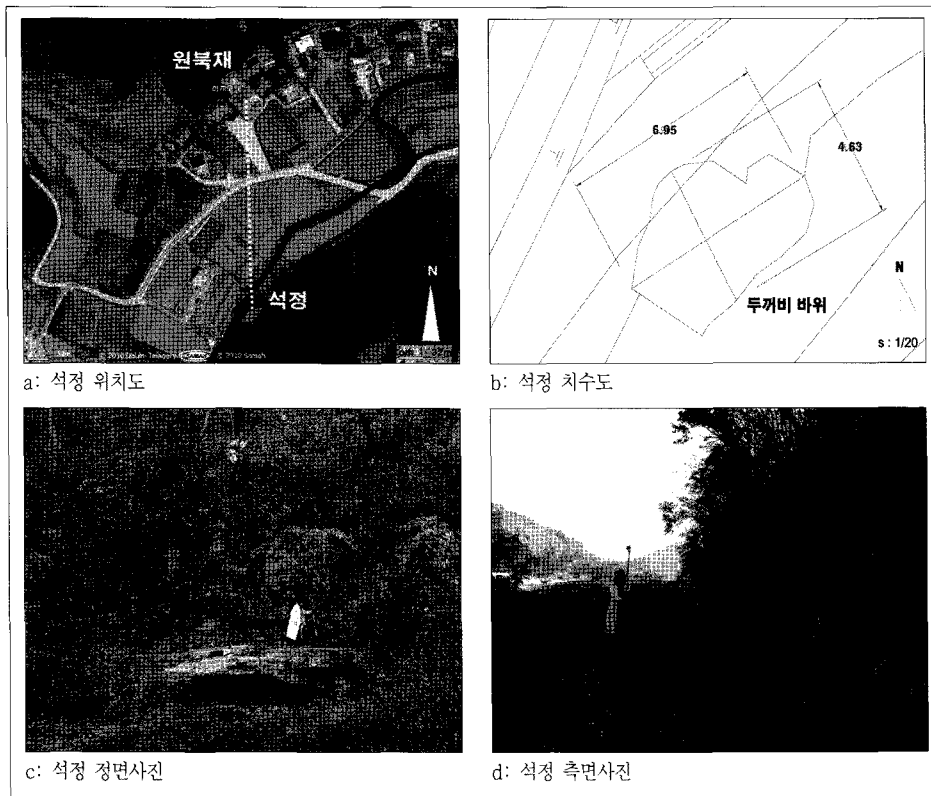 원북재
석정
N
a: 석정 위치도
6.95
4.63
두꺼비 바위
N
s : 1/20
b: 석정 치수도
c: 석정 정면사진
d: 석정 측면사진